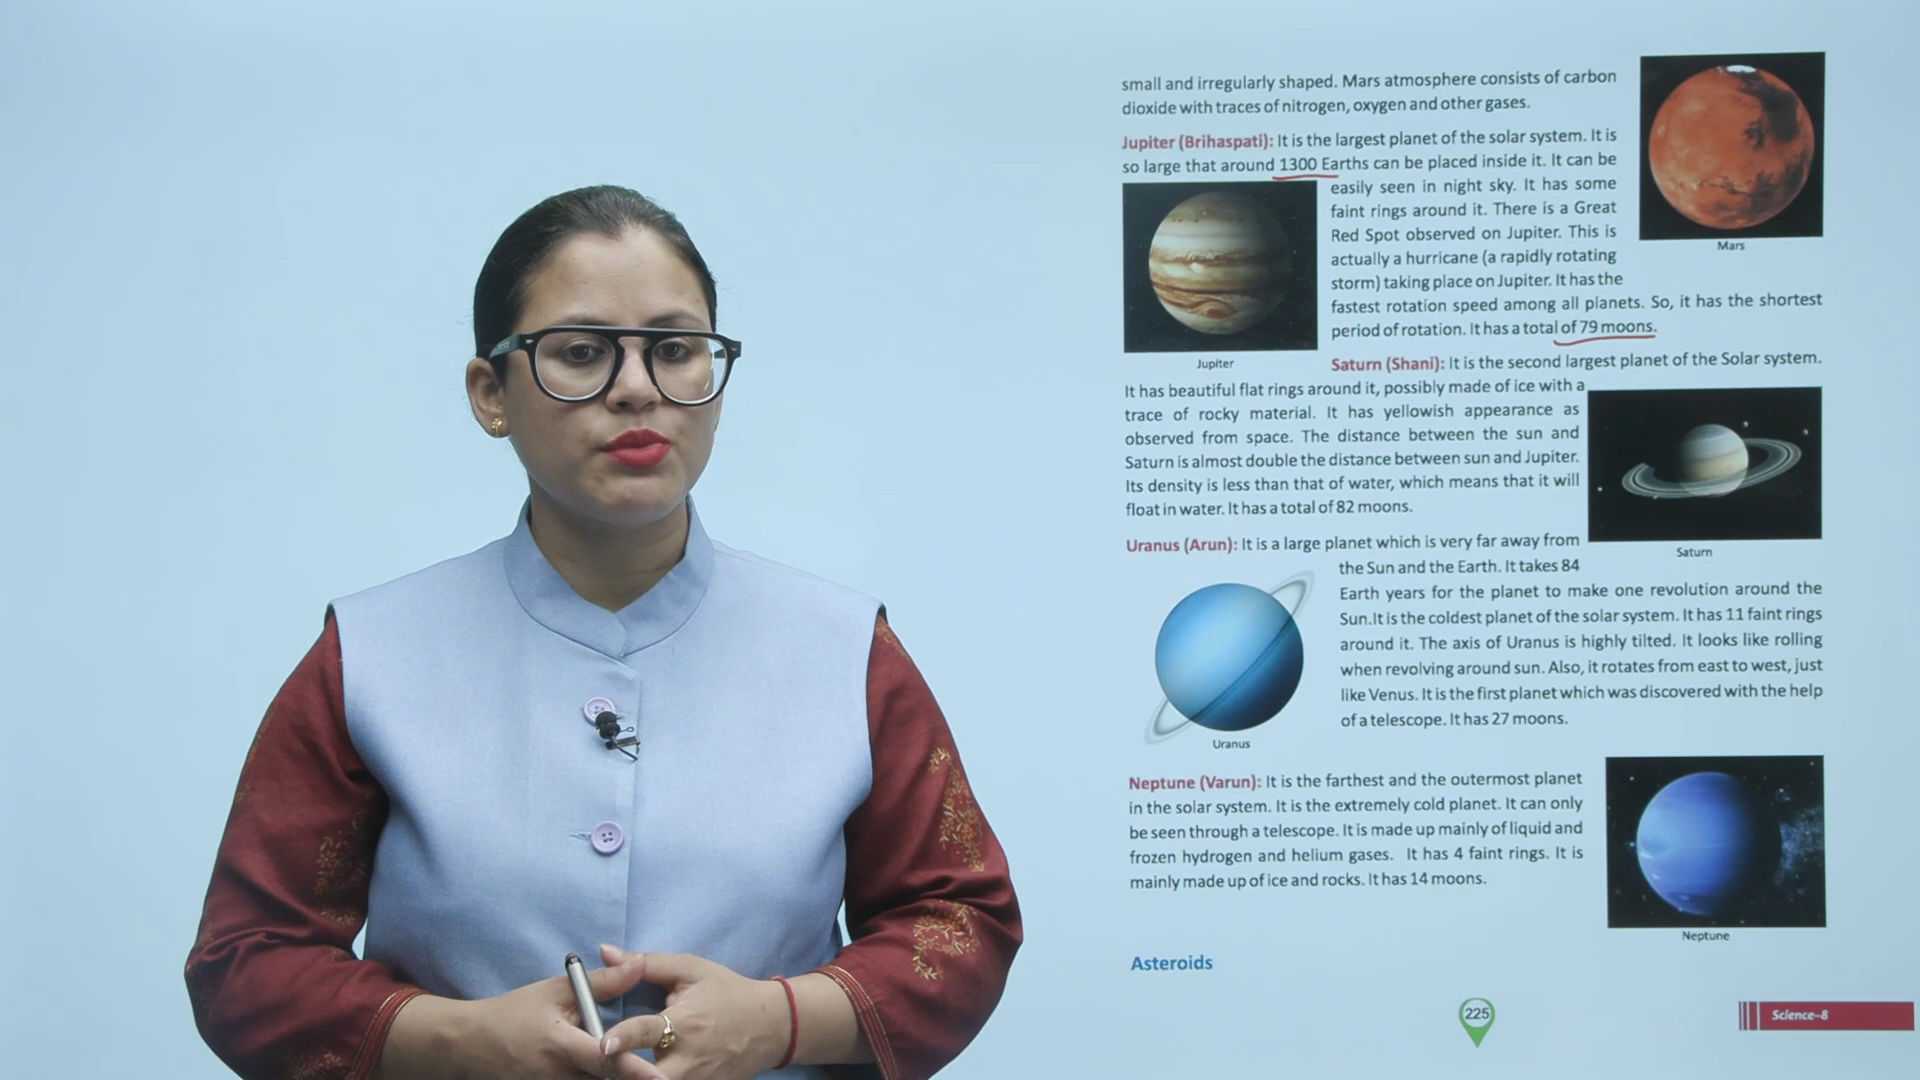 small and irregularly shaped. Mars atmosphere consists of carbon
dioxide with traces of nitrogen, oxygen and other gases.
Mars
Jupiter (Brihaspati): It is the largest planet of the solar system. It is
so large that around 1300 Earths can be placed inside it. It can be
easily seen in night sky. It has some
faint rings around it. There is a Great
Red Spot observed on Jupiter. This is
actually a hurricane (a rapidly rotating
storm) taking place on Jupiter. It has the
fastest rotation speed among all planets. So, it has the shortest
period of rotation. It has a total of 79 moons.
Jupiter
Saturn (Shani): It is the second largest planet of the Solar system.
It has beautiful flat rings around it, possibly made of ice with a
trace of rocky material. It has yellowish appearance as
observed from space. The distance between the sun and
Saturn is almost double the distance between sun and Jupiter.
Its density is less than that of water, which means that it will
float in water. It has a total of 82 moons.
Saturn
Uranus (Arun): It is a large planet which is very far away from
the Sun and the Earth. It takes 84
Earth years for the planet to make one revolution around the
Sun.It is the coldest planet of the solar system. It has 11 faint rings
around it. The axis of Uranus is highly tilted. It looks like rolling
when revolving around sun. Also, it rotates from east to west, just
like Venus. It is the first planet which was discovered with the help
of a telescope. It has 27 moons.
Uranus
Neptune (Varun): It is the farthest and the outermost planet
in the solar system. It is the extremely cold planet. It can only
be seen through a telescope. It is made up mainly of liquid and
frozen hydrogen and helium gases. It has 4 faint rings. It is
mainly made up of ice and rocks. It has 14 moons.
Neptune
Asteroids
225
Science-8